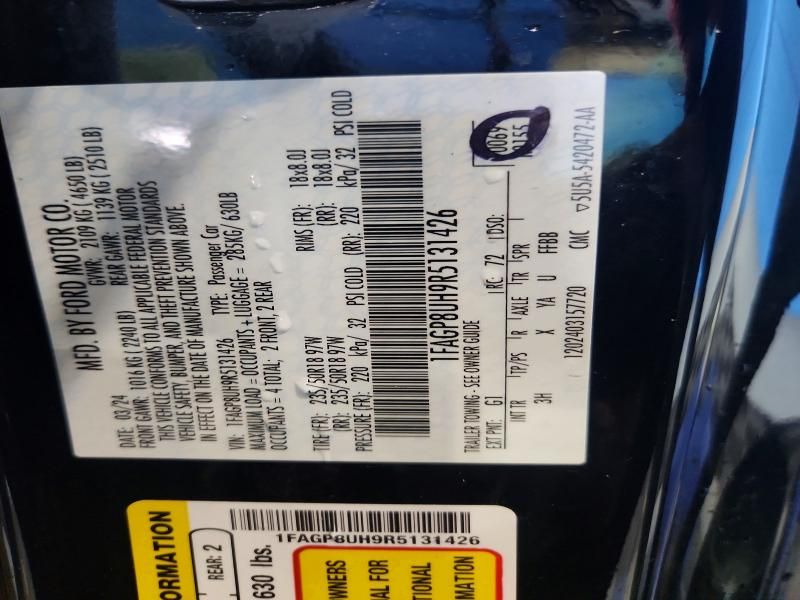 MFD. BY FORD MOTOR CO.
DATE: 03/24 GVWR: 2109 KG ( 4650 LB)
FRONT GAWR: 1016 KG ( 2240 LB) REAR GAWR: 1139 KG ( 2510 LB)
THIS VEHICLE CONFORMS TO ALL APPLICABLE FEDERAL MOTOR
VEHICLE SAFETY, BUMPER, AND THEFT PREVENTION STANDARDS
IN EFFECT ON THE DATE OF MANUFACTURE SHOWN ABOVE.
VIN: 1FAGP8UH9R5131426 TYPE: Passenger Car
MAXIMUM LOAD = OCCUPANTS + LUGGAGE = 285KG/ 630LB
OCCUPANTS = 4 TOTAL; 2 FRONT, 2 REAR
TIRE (FR): 235/50R18 97W RIMS (FR): 18x8.0J
(RR): 235/50R18 97W (RR): 18x8.0J
PRESSURE (FR): 220 kPa/ 32 PSI COLD (RR): 220 kPa/ 32 PSI COLD
1FAGP8UH9R5131426
TRAILER TOWING - SEE OWNER GUIDE
EXT PNT: G1 RC: 72 DSO:
INT TR TP/PS R AXLE TR SPR
3H X YA U FFBB
1202403157720 CMC ▽5U5A-5420472-AA
ORMATION
REAR: 2
630 lbs.
1FAGP8UH9R5131426
WNERS
AL FOR
TIONAL
MATION